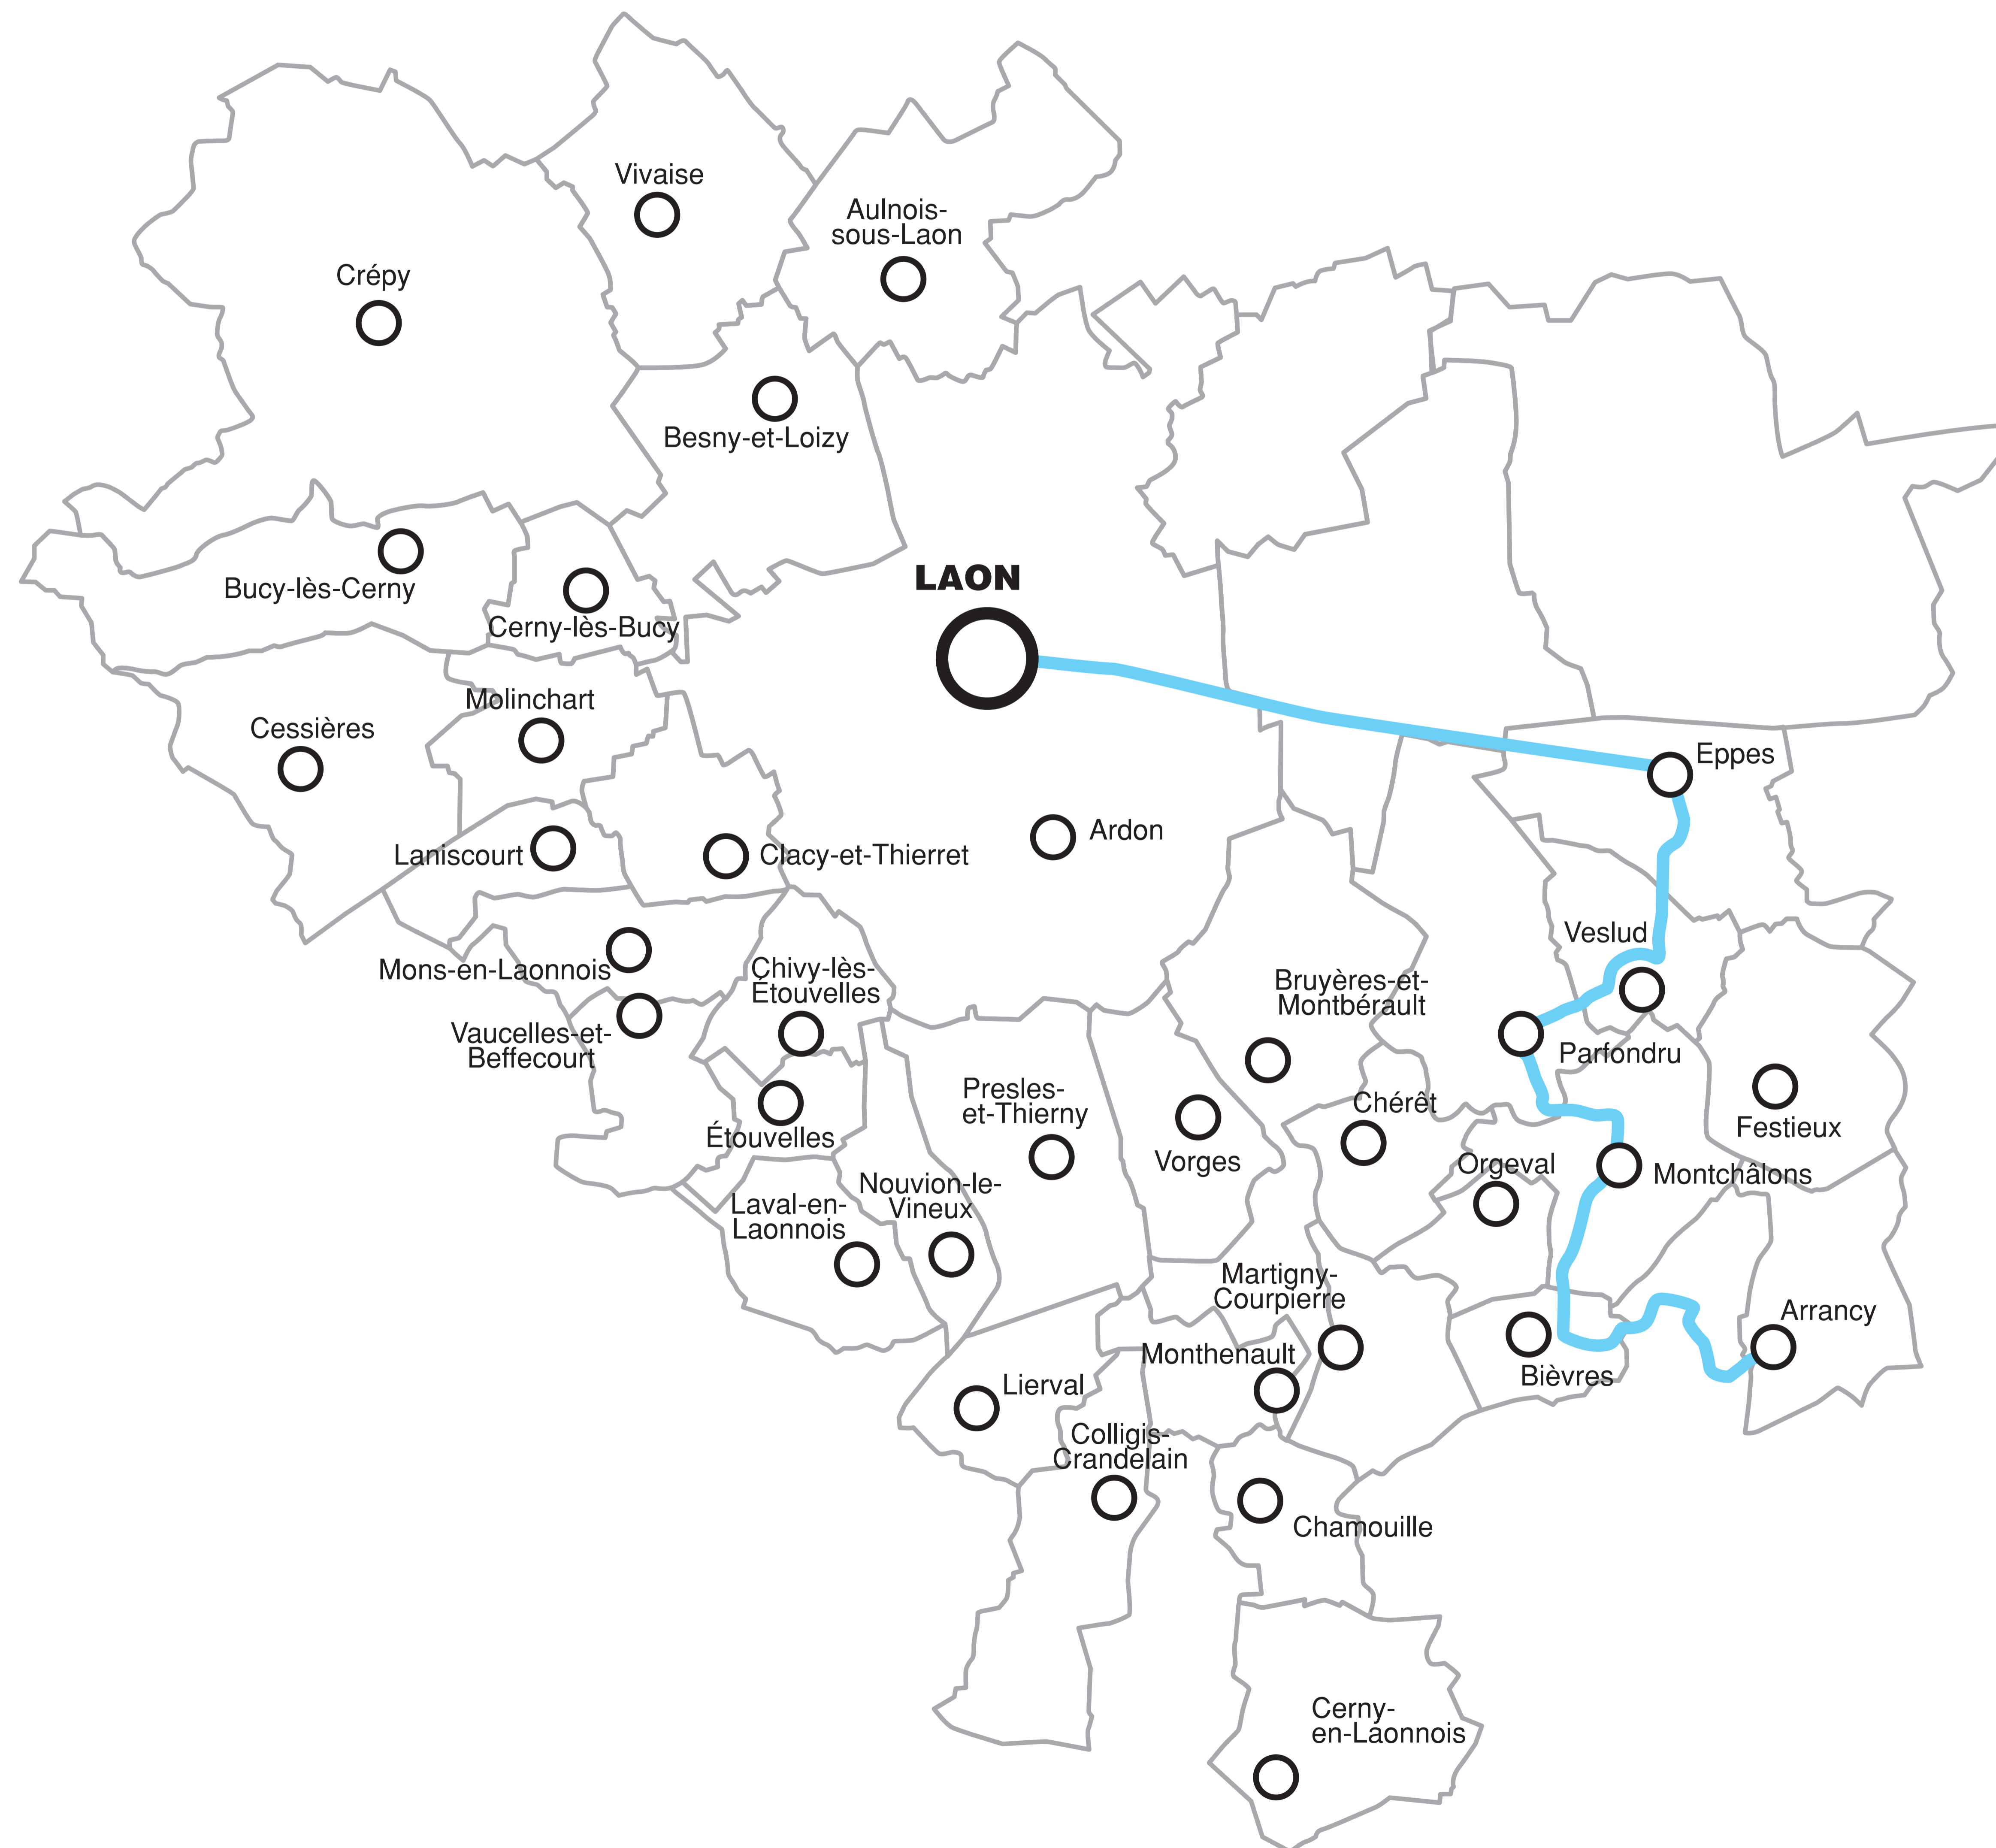 Vivaise
Aulnois-
sous-Laon
Crépy
Besny-et-Loizy
LAON
Bucy-lès-Cerny
Cerny-lès-Bucy
Molinchart
Cessières
Eppes
Ardon
Laniscourt
Clacy-et-Thierret
Veslud
Mons-en-Laonnois
Chivy-lès-
Étouvelles
Bruyères-et-
Montbérault
Vaucelles-et-
Beffecourt
Parfondru
Presles-
et-Thierny
Chérêt
Festieux
Étouvelles
Vorges
Orgeval
Montchâlons
Nouvion-le-
Vineux
Laval-en-
Laonnois
Martigny-
Courpierre
Arrancy
Monthenault
Bièvres
Lierval
Colligis-
Crandelain
Chamouille
Cerny-
en-Laonnois